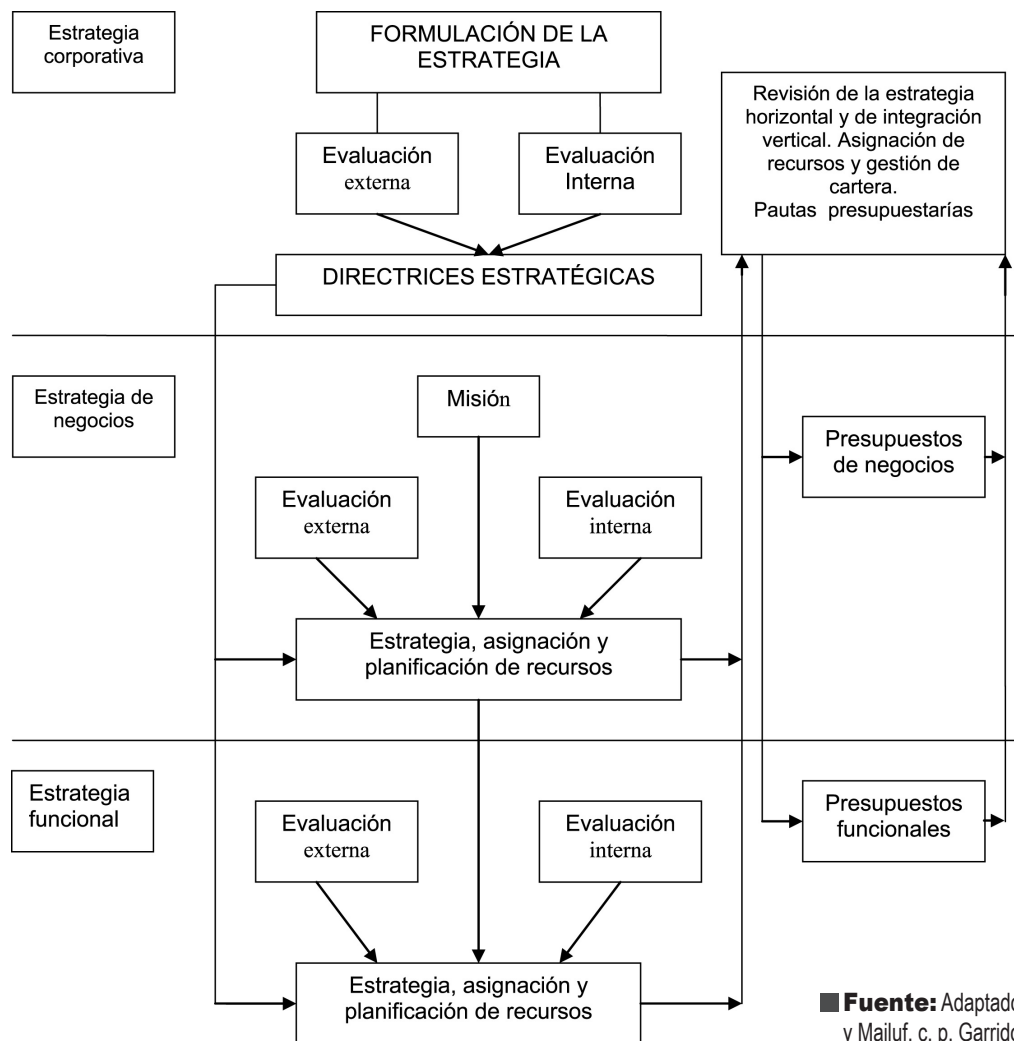 Estrategia
corporativa
FORMULACIÓN DE LA
ESTRATEGIA
Evaluación
externa
Evaluación
Interna
DIRECTRICES ESTRATÉGICAS
Revisión de la estrategia
horizontal y de integración
vertical. Asignación de
recursos y gestión de
cartera.
Pautas presupuestarías
Estrategia de
negocios
Misión
Evaluación
externa
Evaluación
interna
Estrategia, asignación y
planificación de recursos
Presupuestos
de negocios
Estrategia
funcional
Evaluación
externa
Evaluación
interna
Estrategia, asignación y
planificación de recursos
Presupuestos
funcionales
Fuente: Adaptado
y Mailuf, c. p. Garrido